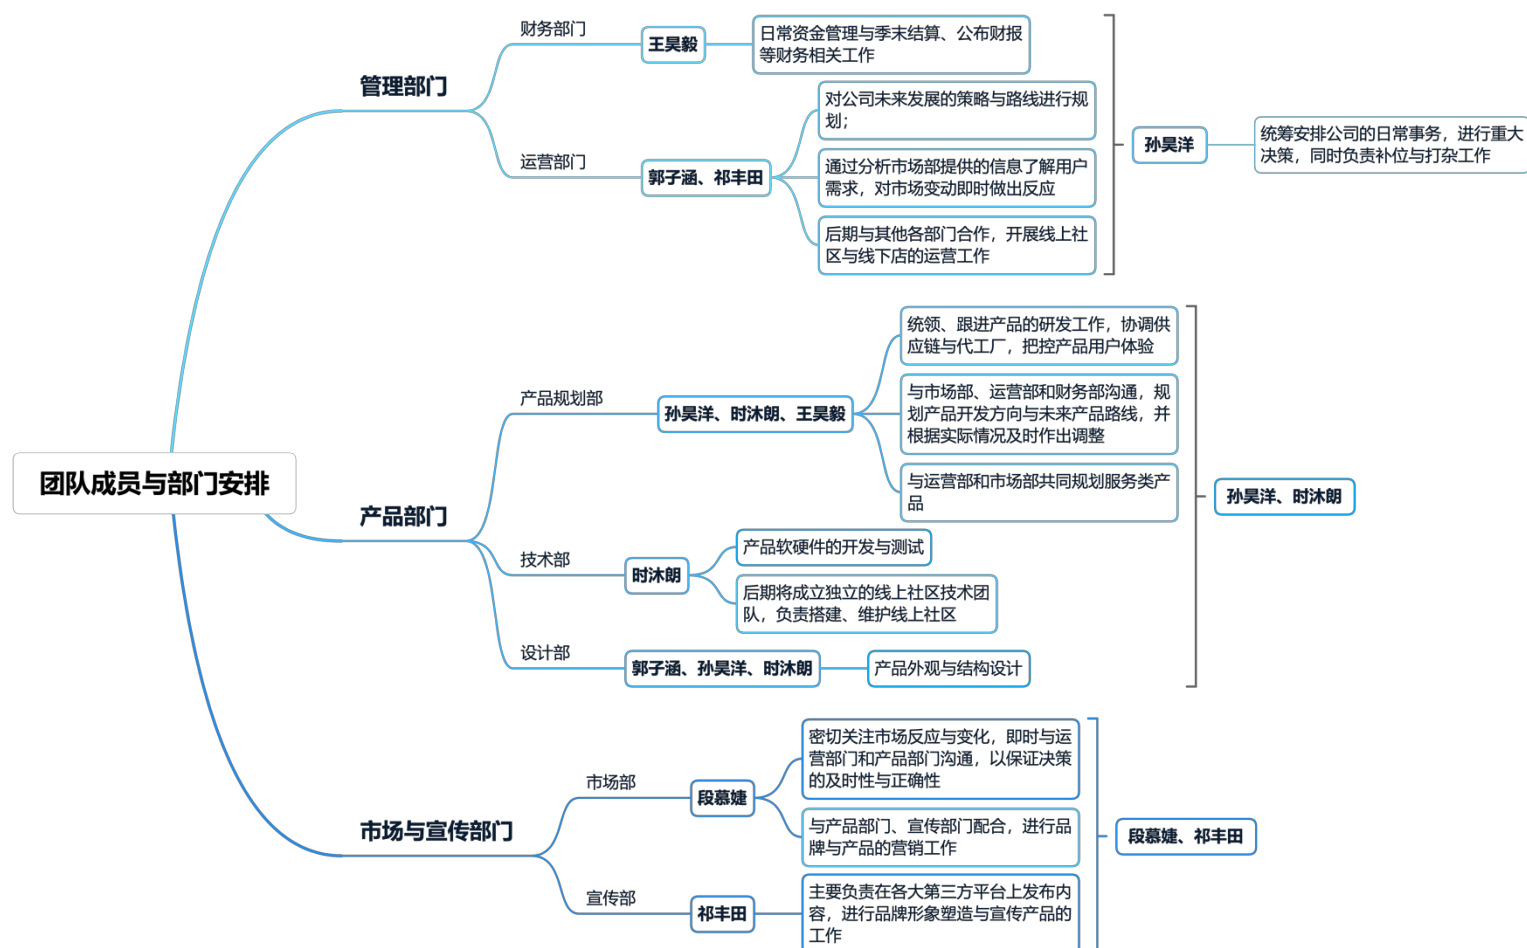 团队成员与部门安排
管理部门
财务部门
王昊毅
日常资金管理与季末结算、公布财报
等财务相关工作
运营部门
郭子涵、祁丰田
对公司未来发展的策略与路线进行规
划；
通过分析市场部提供的信息了解用户
需求，对市场变动即时做出反应
后期与其他各部门合作，开展线上社
区与线下店的运营工作
孙昊洋
统筹安排公司的日常事务，进行重大
决策，同时负责补位与打杂工作
产品部门
产品规划部
孙昊洋、时沐朗、王昊毅
统领、跟进产品的研发工作，协调供
应链与代工厂，把控产品用户体验
与市场部、运营部和财务部沟通，规
划产品开发方向与未来产品路线，并
根据实际情况及时作出调整
与运营部和市场部共同规划服务类产
品
技术部
时沐朗
产品软硬件的开发与测试
后期将成立独立的线上社区技术团
队，负责搭建、维护线上社区
设计部
郭子涵、孙昊洋、时沐朗
产品外观与结构设计
孙昊洋、时沐朗
市场与宣传部门
市场部
段慕婕
密切关注市场反应与变化，即时与运
营部门和产品部门沟通，以保证决策
的及时性与正确性
与产品部门、宣传部门配合，进行品
牌与产品的营销工作
宣传部
祁丰田
主要负责在各大第三方平台上发布内
容，进行品牌形象塑造与宣传产品的
工作
段慕婕、祁丰田